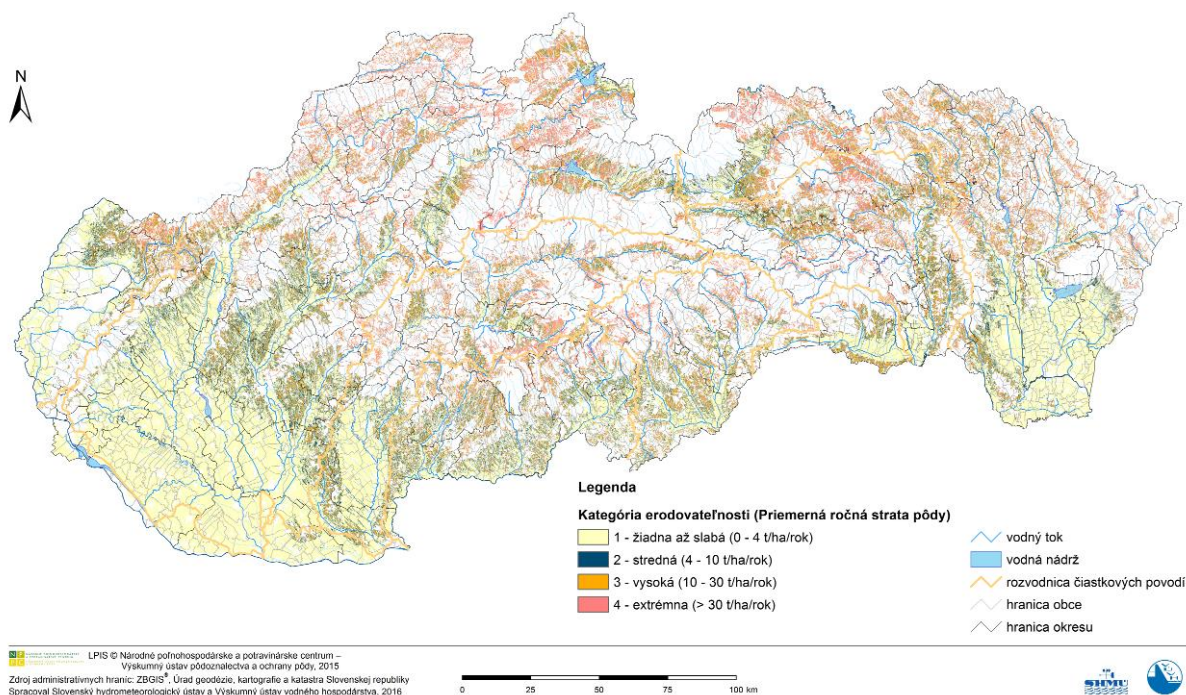 N
Legenda
Kategória erodovateľnosti (Priemerná ročná strata pôdy)
1 - žiadna až slabá (0 - 4 t/ha/rok)
2 - stredná (4 - 10 t/ha/rok)
3 - vysoká (10 - 30 t/ha/rok)
4 - extrémna (> 30 t/ha/rok)
vodný tok
vodná nádrž
rozvodnica čiastkových povodí
hranica obce
hranica okresu
LPIS © Národné poľnohospodárske a potravinárske centrum –
Výskumný ústav pôdoznalectva a ochrany pôdy, 2015
Zdroj administratívnych hraníc: ZBGIS®, Úrad geodézie, kartografie a katastra Slovenskej republiky
Spracoval Slovenský hydrometeorologický ústav a Výskumný ústav vodného hospodárstva, 2016
0 25 50 75 100 km
SHMÚ